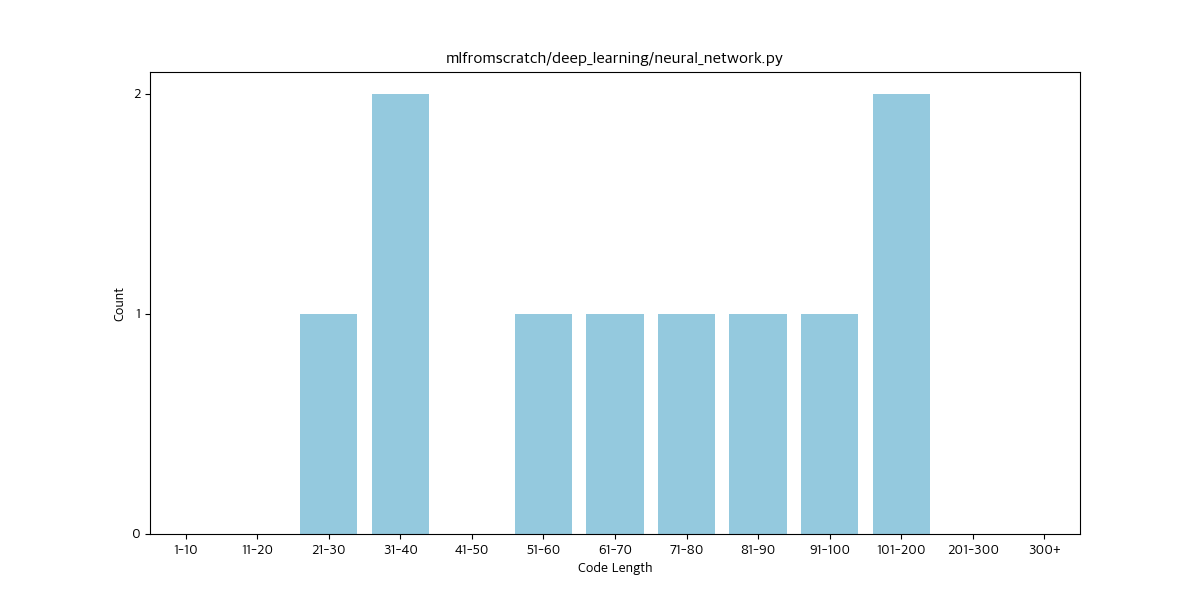 mlfromscratch/deep_learning/neural_network.py
2
1
0
Count
1-10 11-20 21-30 31-40 41-50 51-60 61-70 71-80 81-90 91-100 101-200 201-300 300+
Code Length